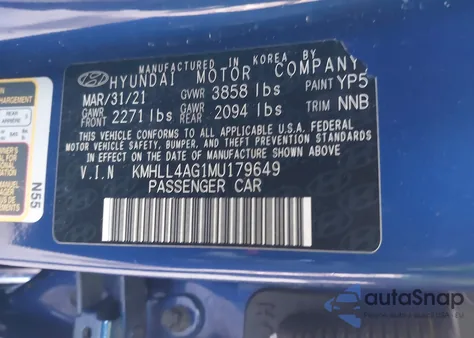 MANUFACTURED IN KOREA BY
HYUNDAI MOTOR COMPANY
MAR/31/21 GVWR 3858 lbs PAINT YP5
GAWR FRONT 2271 lbs GAWR REAR 2094 lbs TRIM NNB
THIS VEHICLE CONFORMS TO ALL APPLICABLE U.S.A. FEDERAL
MOTOR VEHICLE SAFETY, BUMPER, AND THEFT PREVENTION
STANDARDS IN EFFECT ON THE DATE OF MANUFACTURE SHOWN ABOVE.
V.I.N KMHLL4AG1MU179649
PASSENGER CAR
N55
autoSnap